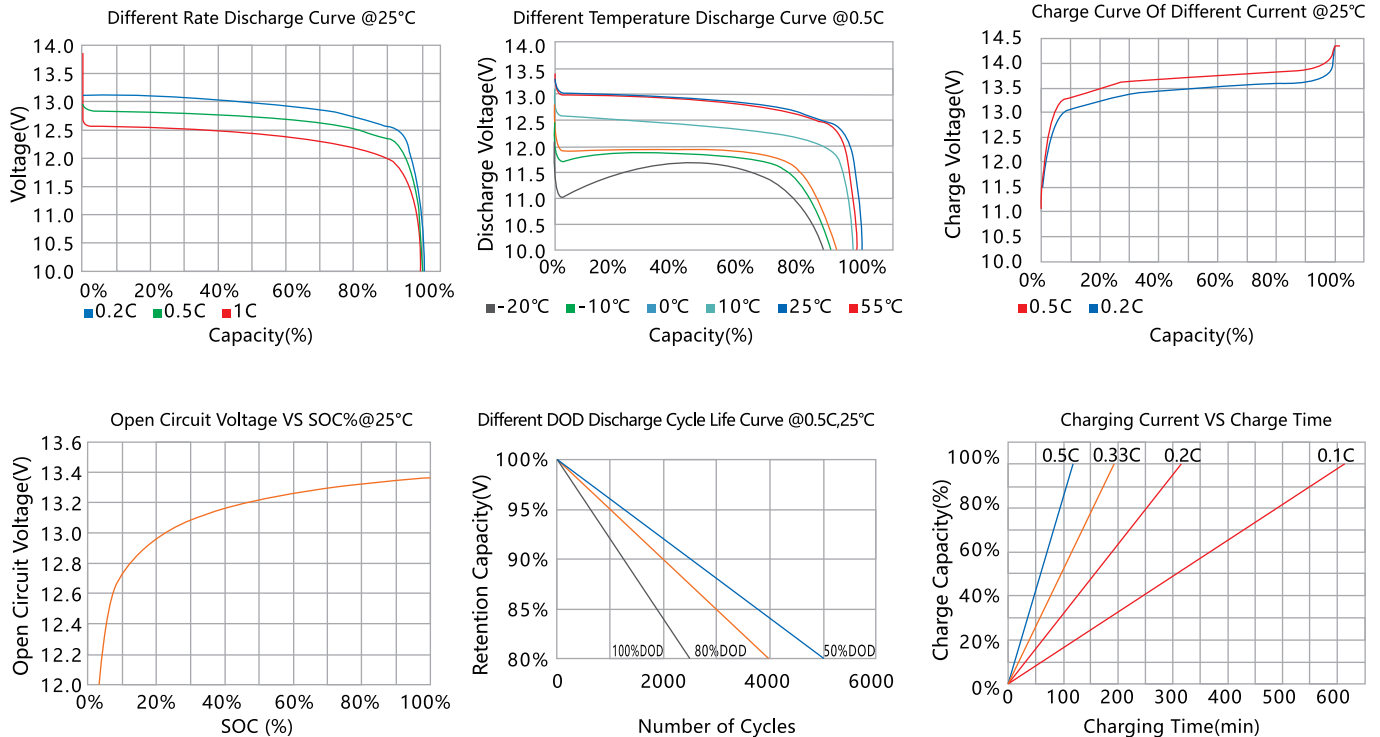 Different Rate Discharge Curve @25°C
Voltage(V)
14.0
13.5
13.0
12.5
12.0
11.5
11.0
10.5
10.0
0% 20% 40% 60% 80% 100%
0.2C 0.5C 1C
Capacity(%)
Different Temperature Discharge Curve @0.5C
Discharge Voltage(V)
14.0
13.5
13.0
12.5
12.0
11.5
11.0
10.5
10.0
0% 20% 40% 60% 80% 100%
-20℃ -10℃ 0℃ 10℃ 25℃ 55℃
Capacity(%)
Charge Curve Of Different Current @25℃
Charge Voltage(V)
14.5
14.0
13.5
13.0
12.5
12.0
11.5
11.0
10.5
10.0
0% 20% 40% 60% 80% 100%
0.5C 0.2C
Capacity(%)
Open Circuit Voltage VS SOC%@25°C
Open Circuit Voltage(V)
13.6
13.4
13.2
13.0
12.8
12.6
12.4
12.2
12.0
0% 20% 40% 60% 80% 100%
SOC (%)
Different DOD Discharge Cycle Life Curve @0.5C,25℃
Retention Capacity(V)
100%
95%
90%
85%
80%
100%DOD 80%DOD 50%DOD
0 2000 4000 6000
Number of Cycles
Charging Current VS Charge Time
Charge Capacity(%)
0.5C 0.33C 0.2C 0.1C
100%
80%
60%
40%
20%
0%
0 100 200 300 400 500 600
Charging Time(min)